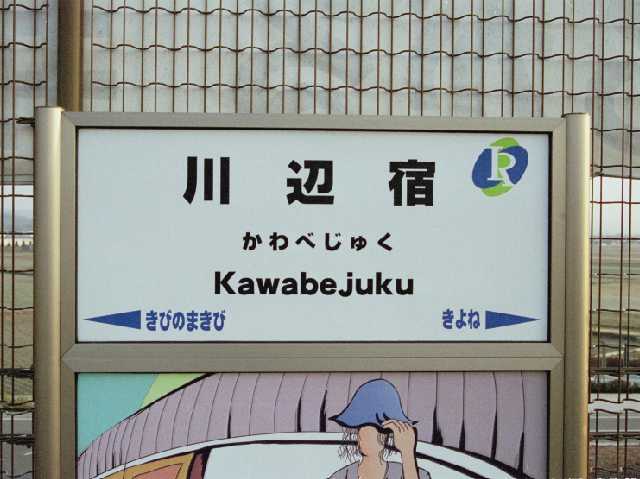 川辺宿
R
かわべじゅく
Kawabejuku
きびのまきび きよね